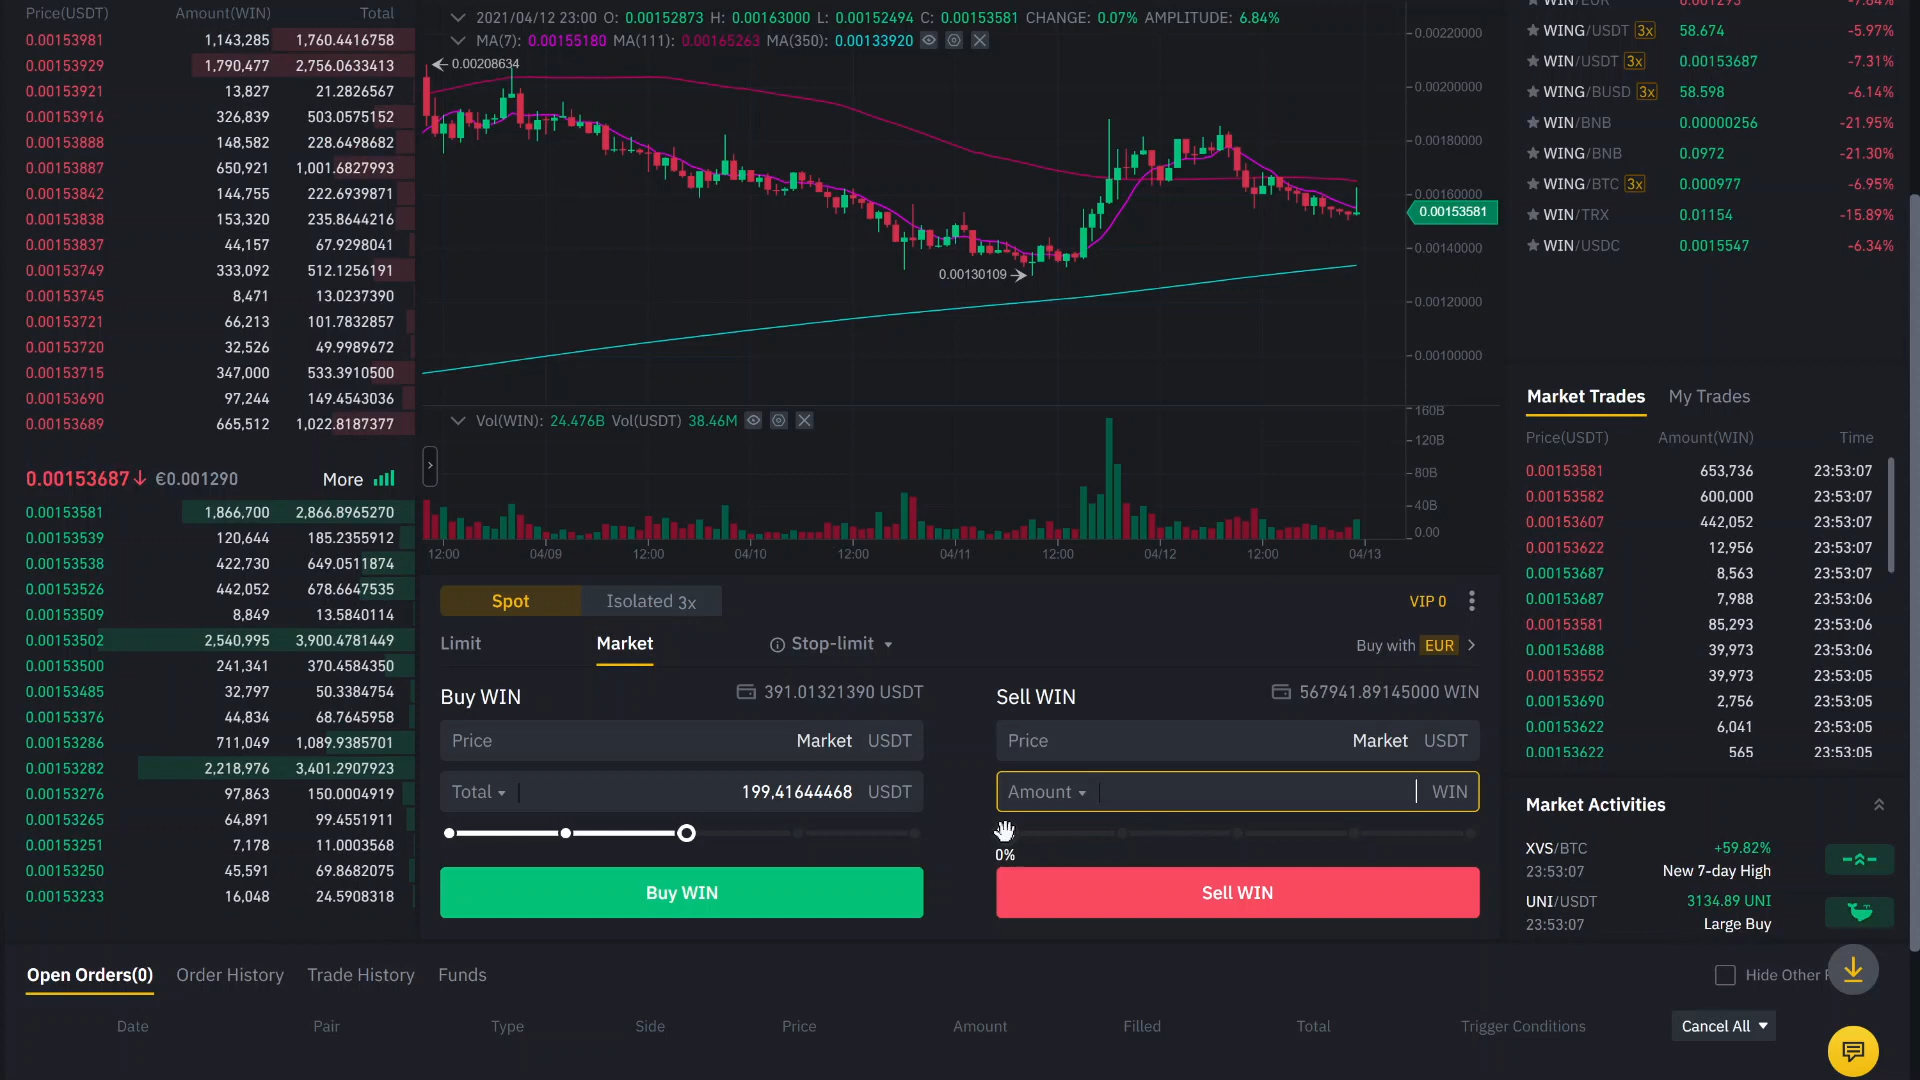 Price(USDT) Amount(WIN) Total
0.00153981 1,143,285 1,760.4416758
0.00153929 1,790,477 2,756.0633413
0.00153921 13,827 21.2826567
0.00153916 326,839 503.0575152
0.00153888 148,582 228.6498682
0.00153887 650,921 1,001.6827993
0.00153842 144,755 222.6939871
0.00153838 153,320 235.8644216
0.00153837 44,157 67.9298041
0.00153749 333,092 512.1256191
0.00153745 8,471 13.0237390
0.00153721 66,213 101.7832857
0.00153720 32,526 49.9989672
0.00153715 347,000 533.3910500
0.00153690 97,244 149.4543036
0.00153689 665,512 1,022.8187377
0.00153687↓ €0.001290 More
0.00153581 1,866,700 2,866.8965270
0.00153539 120,644 185.2355912
0.00153538 422,730 649.0511874
0.00153526 442,052 678.6647535
0.00153509 8,849 13.5840114
0.00153502 2,540,995 3,900.4781449
0.00153500 241,341 370.4584350
0.00153485 32,797 50.3384754
0.00153376 44,834 68.7645958
0.00153286 711,049 1,089.9385701
0.00153282 2,218,976 3,401.2907923
0.00153276 97,863 150.0004919
0.00153265 64,891 99.4551911
0.00153251 7,178 11.0003568
0.00153250 45,591 69.8682075
0.00153233 16,048 24.5908318
2021/04/12 23:00 O: 0.00152873 H: 0.00163000 L: 0.00152494 C: 0.00153581 CHANGE: 0.07% AMPLITUDE: 6.84%
MA(7): 0.00155180 MA(111): 0.00165263 MA(350): 0.00133920
0.00208634
0.00130109
0.00220000
0.00200000
0.00180000
0.00160000
0.00153581
0.00140000
0.00120000
0.00100000
Vol(WIN): 24.476B Vol(USDT) 38.46M
160B
120B
80B
40B
0.00
12:00 04/09 12:00 04/10 12:00 04/11 12:00 04/12 12:00 04/13
Spot Isolated 3x VIP 0
Limit Market Stop-limit Buy with EUR
Buy WIN 391.01321390 USDT
Price Market USDT
Total 199,41644468 USDT
Buy WIN
Sell WIN 567941.89145000 WIN
Price Market USDT
Amount WIN
0%
Sell WIN
WIN/EUR 0.001293 -7.84%
WING/USDT 3x 58.674 -5.97%
WIN/USDT 3x 0.00153687 -7.31%
WING/BUSD 3x 58.598 -6.14%
WIN/BNB 0.00000256 -21.95%
WING/BNB 0.0972 -21.30%
WING/BTC 3x 0.000977 -6.95%
WIN/TRX 0.01154 -15.89%
WIN/USDC 0.0015547 -6.34%
Market Trades My Trades
Price(USDT) Amount(WIN) Time
0.00153581 653,736 23:53:07
0.00153582 600,000 23:53:07
0.00153607 442,052 23:53:07
0.00153622 12,956 23:53:07
0.00153687 8,563 23:53:07
0.00153687 7,988 23:53:06
0.00153581 85,293 23:53:06
0.00153688 39,973 23:53:06
0.00153552 39,973 23:53:05
0.00153690 2,756 23:53:05
0.00153622 6,041 23:53:05
0.00153622 565 23:53:05
Market Activities
XVS/BTC +59.82%
23:53:07 New 7-day High
UNI/USDT 3134.89 UNI
23:53:07 Large Buy
Open Orders(0) Order History Trade History Funds Hide Other
Date Pair Type Side Price Amount Filled Total Trigger Conditions Cancel All